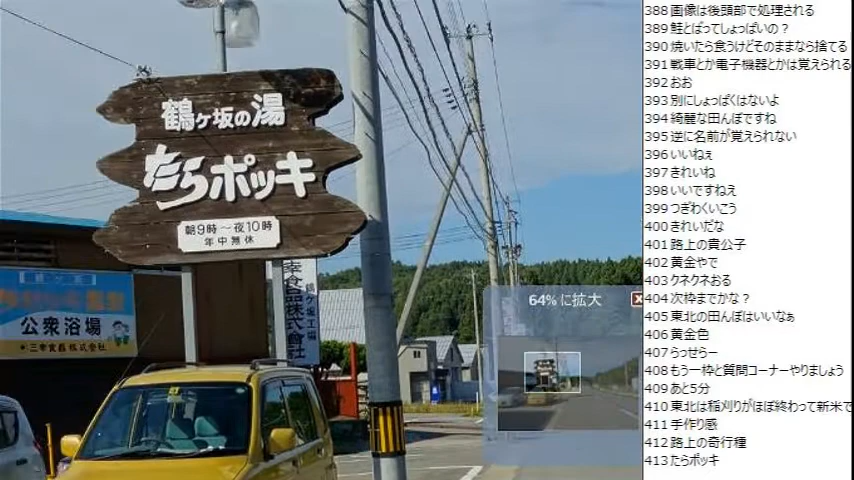 鶴ヶ坂の湯
たらポッキ
朝9時～夜10時
年中無休
公衆浴場
三幸食品株式会社
幸食品株式会社
鶴ヶ坂工場
64%に拡大
388 画像は後頭部で処理される
389 鮭とばってしょっぱいの？
390 焼いたら食うけどそのままなら捨てる
391 戦車とか電子機器とかは覚えられる
392 おお
393 別にしょっぱくはないよ
394 綺麗な田んぼですね
395 逆に名前が覚えられない
396 いいねぇ
397 きれいね
398 いいですねえ
399 つぎわくいこう
400 きれいだな
401 路上の貴公子
402 黄金やで
403 クネクネおる
404 次枠までかな？
405 東北の田んぼはいいなぁ
406 黄金色
407 らっせらー
408 もう一枠と質問コーナーやりましょう
409 あと5分
410 東北は稲刈りがほぼ終わって新米で
411 手作り感
412 路上の奇行種
413 たらポッキ